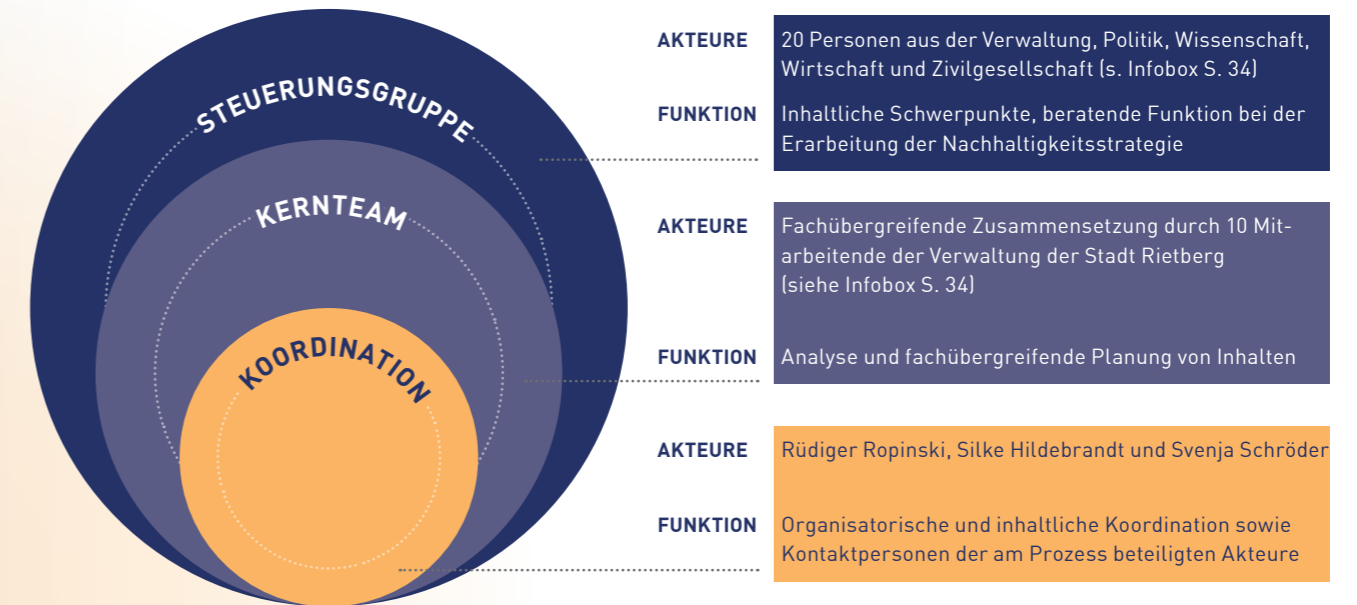 STEUERUNGSGRUPPE
KERNTEAM
KOORDINATION
AKTEURE
20 Personen aus der Verwaltung, Politik, Wissenschaft,
Wirtschaft und Zivilgesellschaft (s. Infobox S. 34)
FUNKTION
Inhaltliche Schwerpunkte, beratende Funktion bei der
Erarbeitung der Nachhaltigkeitsstrategie
AKTEURE
Fachübergreifende Zusammensetzung durch 10 Mit-
arbeitende der Verwaltung der Stadt Rietberg
(siehe Infobox S. 34)
FUNKTION
Analyse und fachübergreifende Planung von Inhalten
AKTEURE
Rüdiger Ropinski, Silke Hildebrandt und Svenja Schröder
FUNKTION
Organisatorische und inhaltliche Koordination sowie
Kontaktpersonen der am Prozess beteiligten Akteure